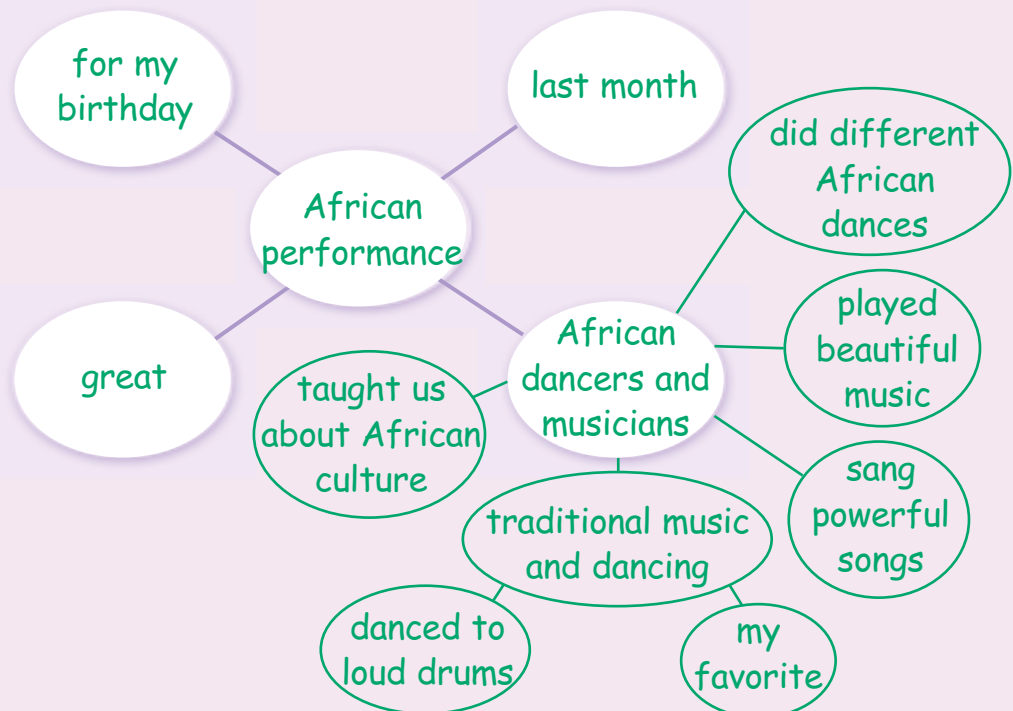 for my
birthday
last month
African
performance
did different
African
dances
great
African
dancers and
musicians
played
beautiful
music
taught us
about African
culture
sang
powerful
songs
traditional music
and dancing
danced to
loud drums
my
favorite